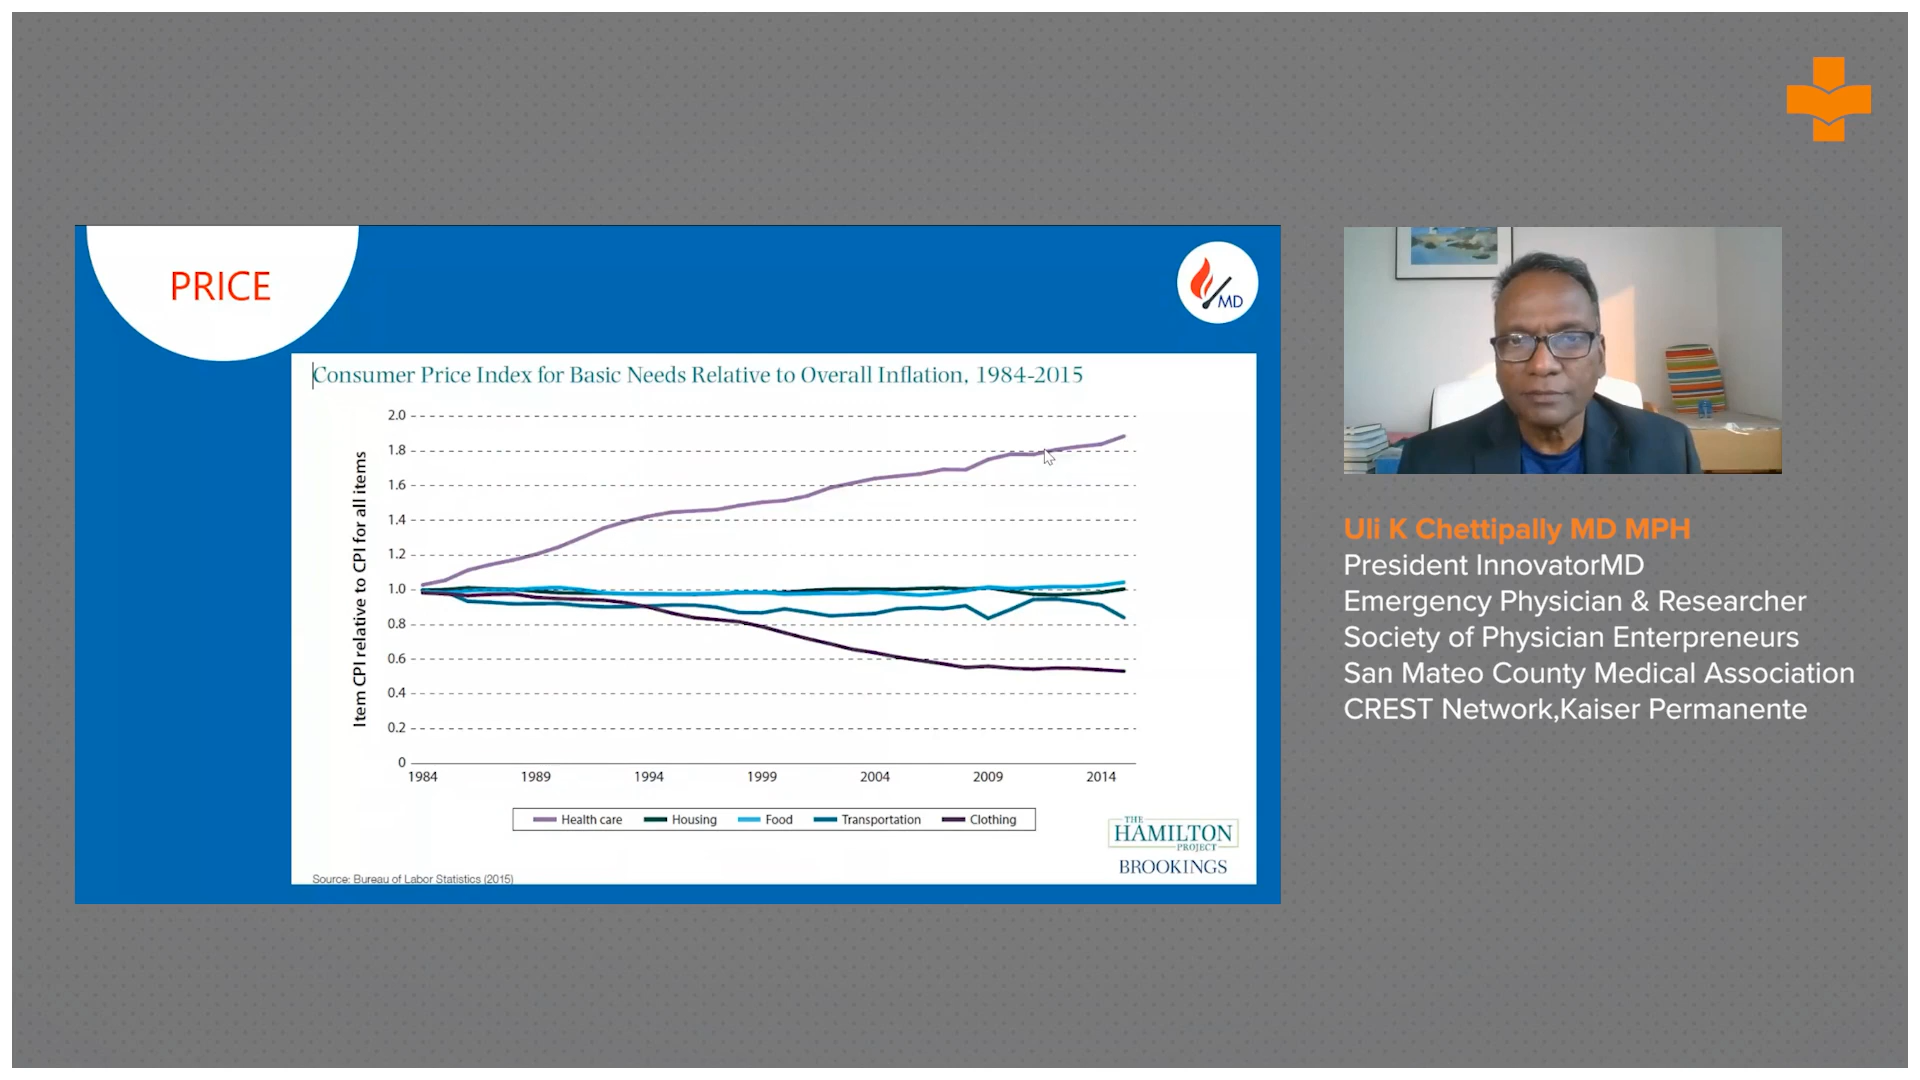 PRICE
MD
Consumer Price Index for Basic Needs Relative to Overall Inflation, 1984-2015
Item CPI relative to CPI for all items
2.0
1.8
1.6
1.4
1.2
1.0
0.8
0.6
0.4
0.2
0
1984 1989 1994 1999 2004 2009 2014
Health care Housing Food Transportation Clothing
THE
HAMILTON
PROJECT
BROOKINGS
Source: Bureau of Labor Statistics (2015)
Uli K Chettipally MD MPH
President InnovatorMD
Emergency Physician & Researcher
Society of Physician Enterpreneurs
San Mateo County Medical Association
CREST Network,Kaiser Permanente